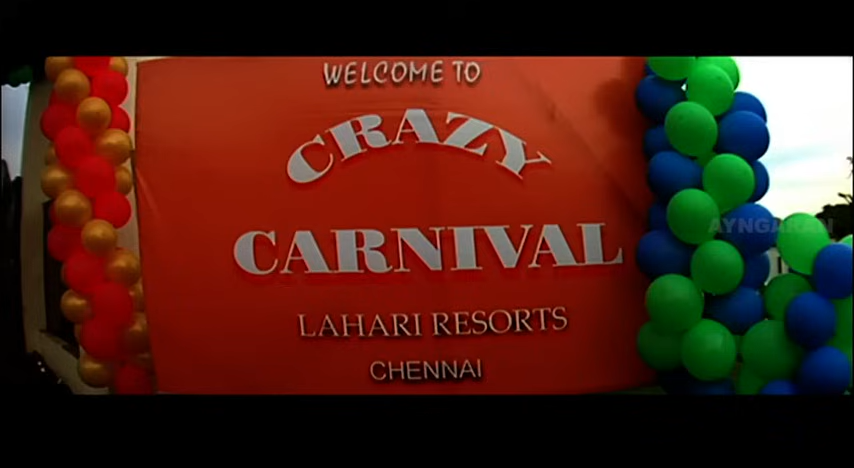 WELCOME TO
CRAZY
CARNIVAL
LAHARI RESORTS
CHENNAI
AYNGARAN